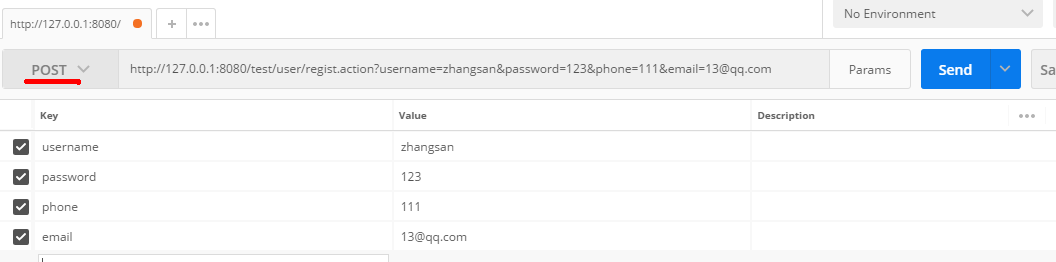 http://127.0.0.1:8080/
No Environment
POST http://127.0.0.1:8080/test/user/regist.action?username=zhangsan&password=123&phone=111&email=13@qq.com Params Send Sa
Key Value Description
username zhangsan
password 123
phone 111
email 13@qq.com